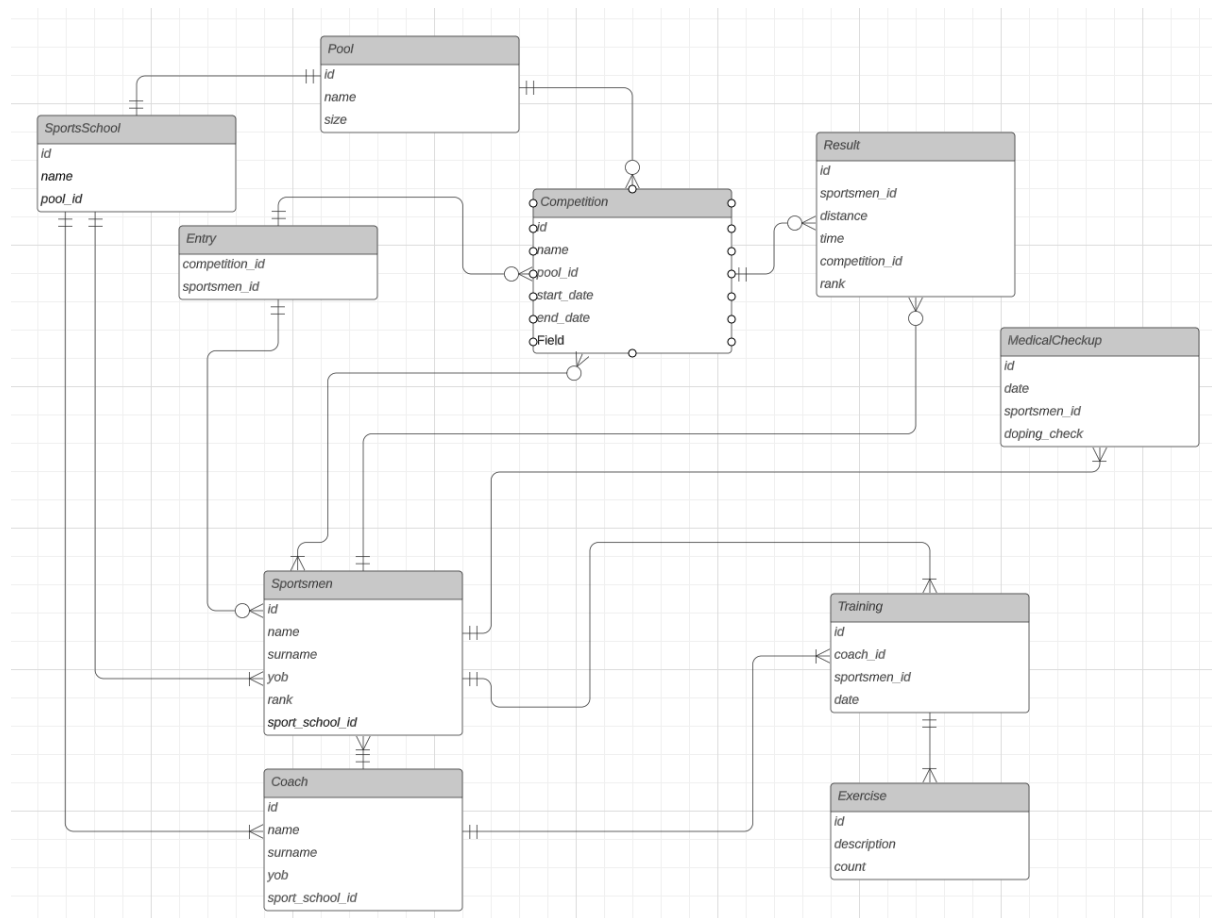 Pool
id
name
size
SportsSchool
id
name
pool_id
Result
id
sportsmen_id
distance
time
competition_id
rank
Competition
id
name
pool_id
start_date
end_date
Field
Entry
competition_id
sportsmen_id
MedicalCheckup
id
date
sportsmen_id
doping_check
Sportsmen
id
name
surname
yob
rank
sport_school_id
Training
id
coach_id
sportsmen_id
date
Coach
id
name
surname
yob
sport_school_id
Exercise
id
description
count